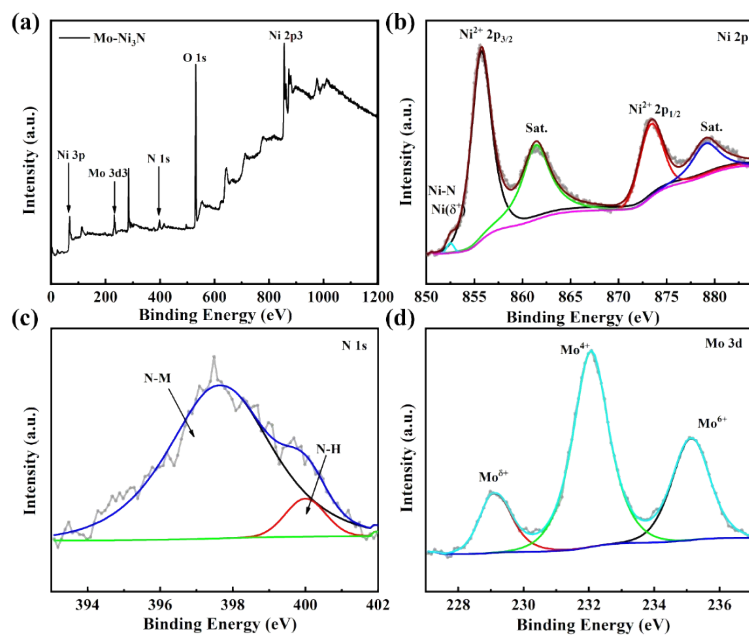 (a)
Mo-Ni₃N
Ni 2p3
O 1s
Ni 3p
Mo 3d3
N 1s
Intensity (a.u.)
0 200 400 600 800 1000 1200
Binding Energy (eV)
(b)
Ni²⁺ 2p₃/₂
Ni 2p
Ni²⁺ 2p₁/₂
Sat.
Sat.
Ni-N
Ni(δ⁺)
Intensity (a.u.)
850 855 860 865 870 875 880
Binding Energy (eV)
(c)
N 1s
N-M
N-H
Intensity (a.u.)
394 396 398 400 402
Binding Energy (eV)
(d)
Mo 3d
Mo⁴⁺
Mo⁶⁺
Mo^δ⁺
Intensity (a.u.)
228 230 232 234 236
Binding Energy (eV)